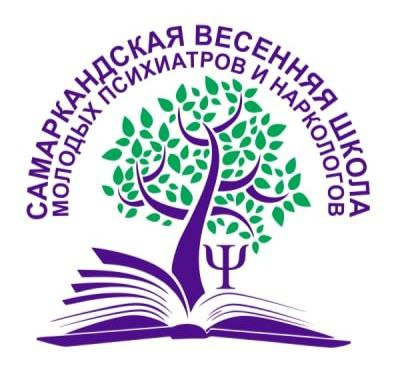 САМАРКАНДСКАЯ ВЕСЕННЯЯ ШКОЛА
МОЛОДЫХ ПСИХИАТРОВ И НАРКОЛОГОВ
Ψ